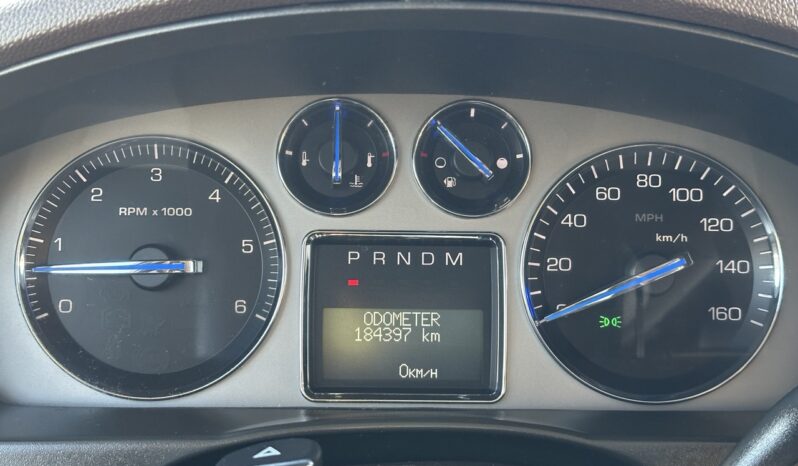 0 1 2 3 4 5 6
RPM x 1000
P R N D M
ODOMETER
184397 km
0KM/H
20 40 60 80 100 120 140 160
MPH
km/h